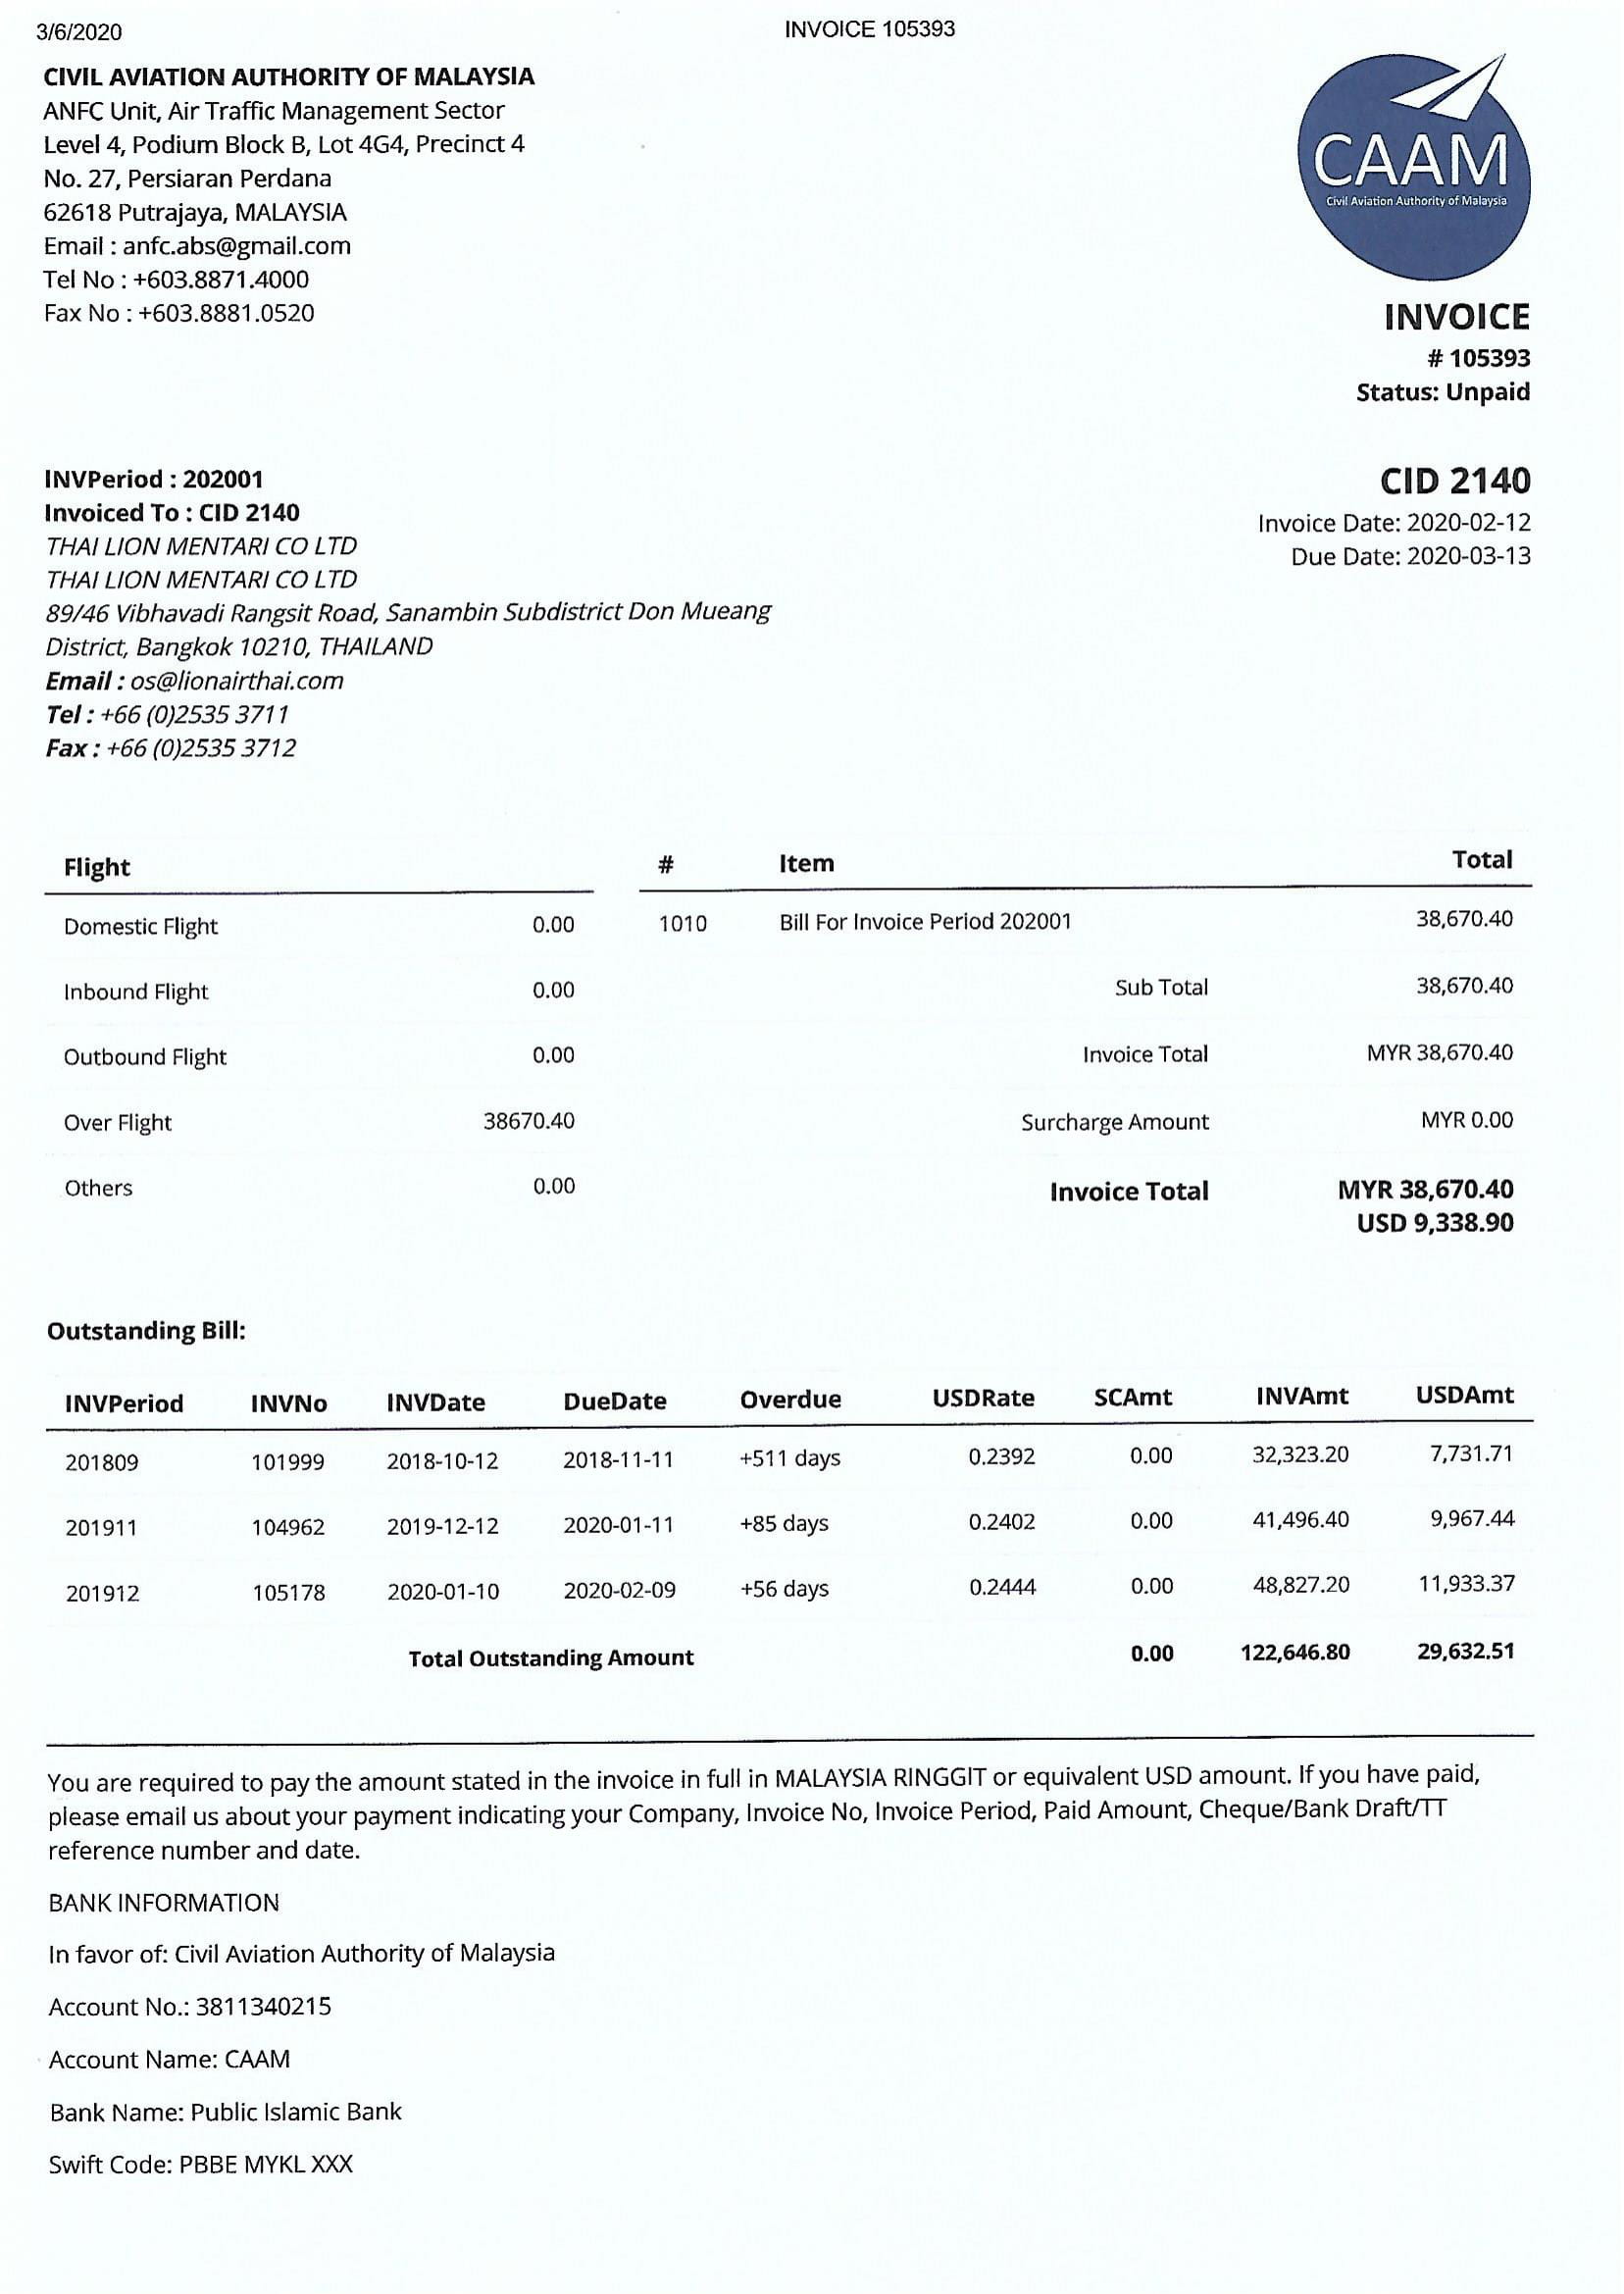 3/6/2020
INVOICE 105393
CIVIL AVIATION AUTHORITY OF MALAYSIA
ANFC Unit, Air Traffic Management Sector
Level 4, Podium Block B, Lot 4G4, Precinct 4
No. 27, Persiaran Perdana
62618 Putrajaya, MALAYSIA
Email : anfc.abs@gmail.com
Tel No : +603.8871.4000
Fax No : +603.8881.0520
CAAM
Civil Aviation Authority of Malaysia
INVOICE
# 105393
Status: Unpaid
INVPeriod : 202001
Invoiced To : CID 2140
THAI LION MENTARI CO LTD
THAI LION MENTARI CO LTD
89/46 Vibhavadi Rangsit Road, Sanambin Subdistrict Don Mueang
District, Bangkok 10210, THAILAND
Email : os@lionairthai.com
Tel : +66 (0)2535 3711
Fax : +66 (0)2535 3712
CID 2140
Invoice Date: 2020-02-12
Due Date: 2020-03-13
Flight
Domestic Flight 0.00
Inbound Flight 0.00
Outbound Flight 0.00
Over Flight 38670.40
Others 0.00
# Item Total
1010 Bill For Invoice Period 202001 38,670.40
Sub Total 38,670.40
Invoice Total MYR 38,670.40
Surcharge Amount MYR 0.00
Invoice Total MYR 38,670.40
USD 9,338.90
Outstanding Bill:
INVPeriod INVNo INVDate DueDate Overdue USDRate SCAmt INVAmt USDAmt
201809 101999 2018-10-12 2018-11-11 +511 days 0.2392 0.00 32,323.20 7,731.71
201911 104962 2019-12-12 2020-01-11 +85 days 0.2402 0.00 41,496.40 9,967.44
201912 105178 2020-01-10 2020-02-09 +56 days 0.2444 0.00 48,827.20 11,933.37
Total Outstanding Amount 0.00 122,646.80 29,632.51
You are required to pay the amount stated in the invoice in full in MALAYSIA RINGGIT or equivalent USD amount. If you have paid,
please email us about your payment indicating your Company, Invoice No, Invoice Period, Paid Amount, Cheque/Bank Draft/TT
reference number and date.
BANK INFORMATION
In favor of: Civil Aviation Authority of Malaysia
Account No.: 3811340215
Account Name: CAAM
Bank Name: Public Islamic Bank
Swift Code: PBBE MYKL XXX